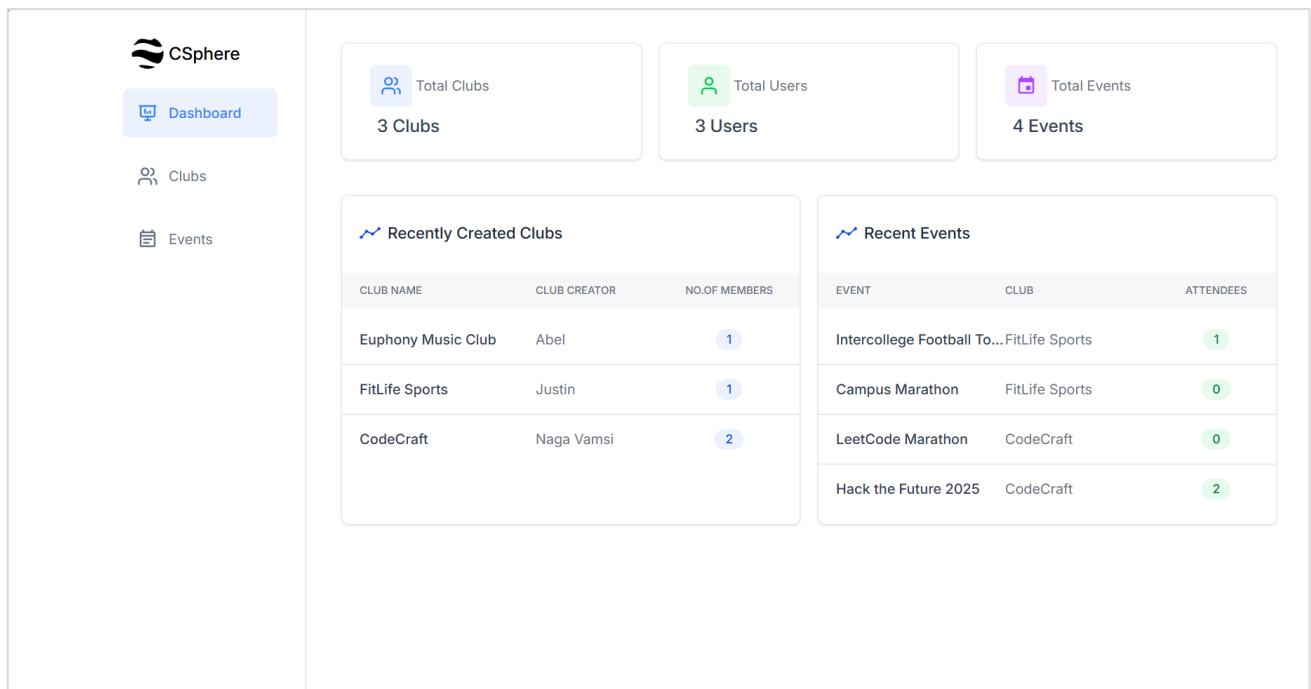 CSphere
Dashboard
Clubs
Events
Total Clubs
3 Clubs
Total Users
3 Users
Total Events
4 Events
Recently Created Clubs
CLUB NAME CLUB CREATOR NO.OF MEMBERS
Euphony Music Club Abel 1
FitLife Sports Justin 1
CodeCraft Naga Vamsi 2
Recent Events
EVENT CLUB ATTENDEES
Intercollege Football To... FitLife Sports 1
Campus Marathon FitLife Sports 0
LeetCode Marathon CodeCraft 0
Hack the Future 2025 CodeCraft 2